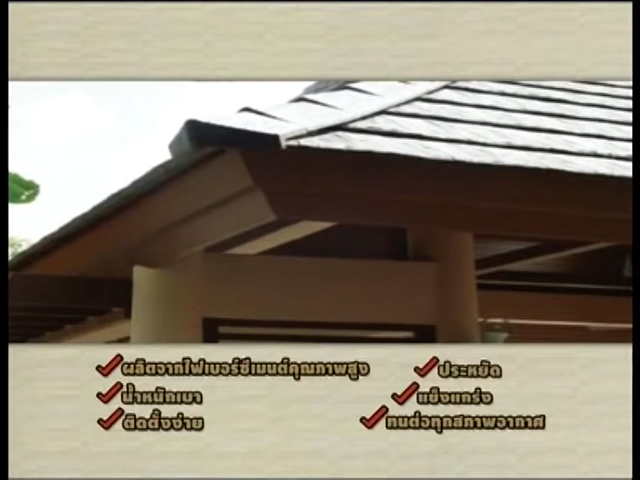 ผลิตจากไฟเบอร์ซีเมนต์คุณภาพสูง
น้ำหนักเบา
ติดตั้งง่าย
ประหยัด
แข็งแกร่ง
ทนต่อทุกสภาพอากาศ